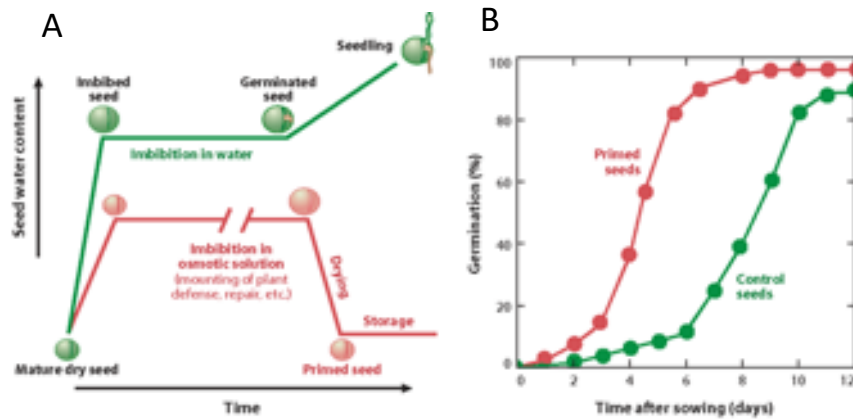 A
Seed water content
Imbibed
seed
Germinated
seed
Seedling
Imbibition in water
Imbibition in
osmotic solution
(mounting of plant
defense, repair, etc.)
Drying
Storage
Mature dry seed
Primed seed
Time
B
Germination (%)
100
80
60
40
20
0
Primed
seeds
Control
seeds
0 2 4 6 8 10 12
Time after sowing (days)